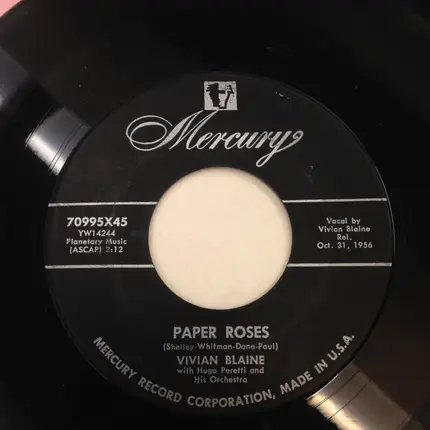 Mercury
70995X45
YW14244
Planetary Music
(ASCAP) 2:12
Vocal by
Vivian Blaine
Rel.
Oct. 31, 1956
PAPER ROSES
(Shelley-Whitman-Dana-Paul)
VIVIAN BLAINE
with Hugo Peretti and
His Orchestra
MERCURY RECORD CORPORATION, MADE IN U.S.A.